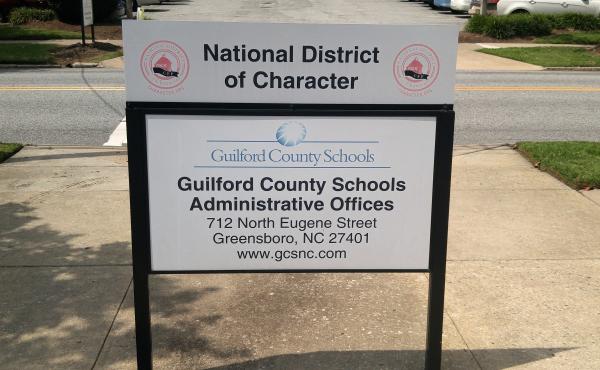 National District
of Character
Guilford County Schools
Guilford County Schools
Administrative Offices
712 North Eugene Street
Greensboro, NC 27401
www.gcsnc.com